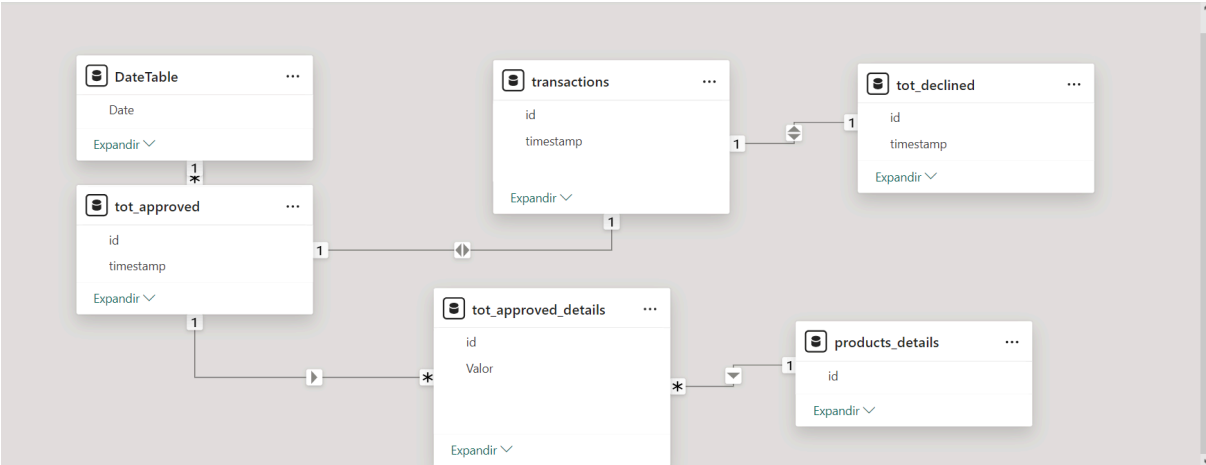 DateTable
Date
Expandir
1
*
tot_approved
id
timestamp
Expandir
1
1
transactions
id
timestamp
Expandir
1
1
tot_declined
id
timestamp
Expandir
1
tot_approved_details
id
Valor
Expandir
*
*
products_details
id
Expandir
1